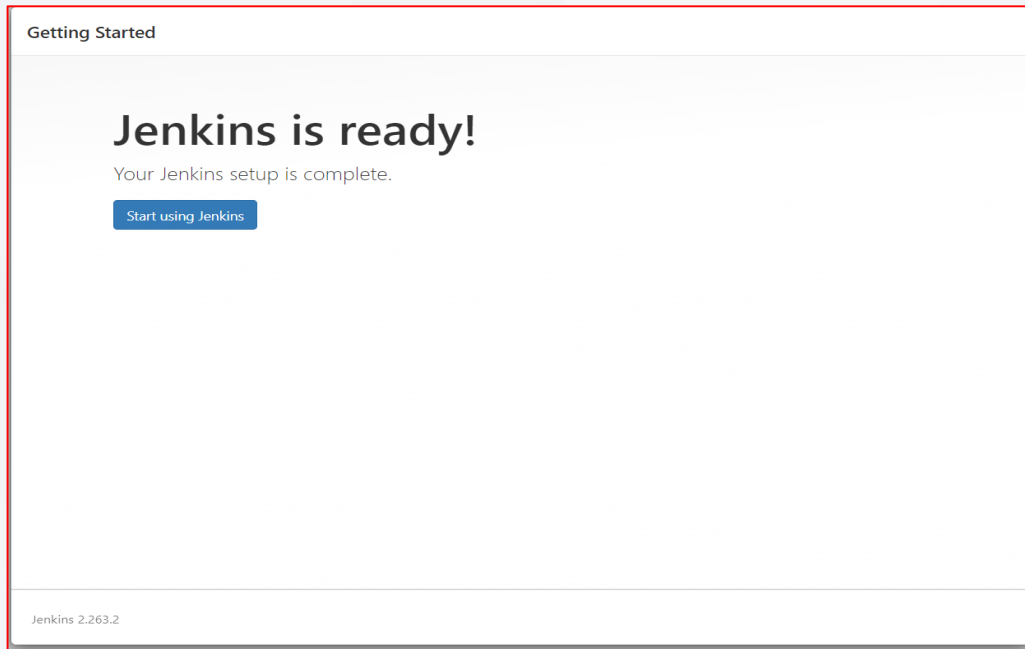 Getting Started
Jenkins is ready!
Your Jenkins setup is complete.
Start using Jenkins
Jenkins 2.263.2